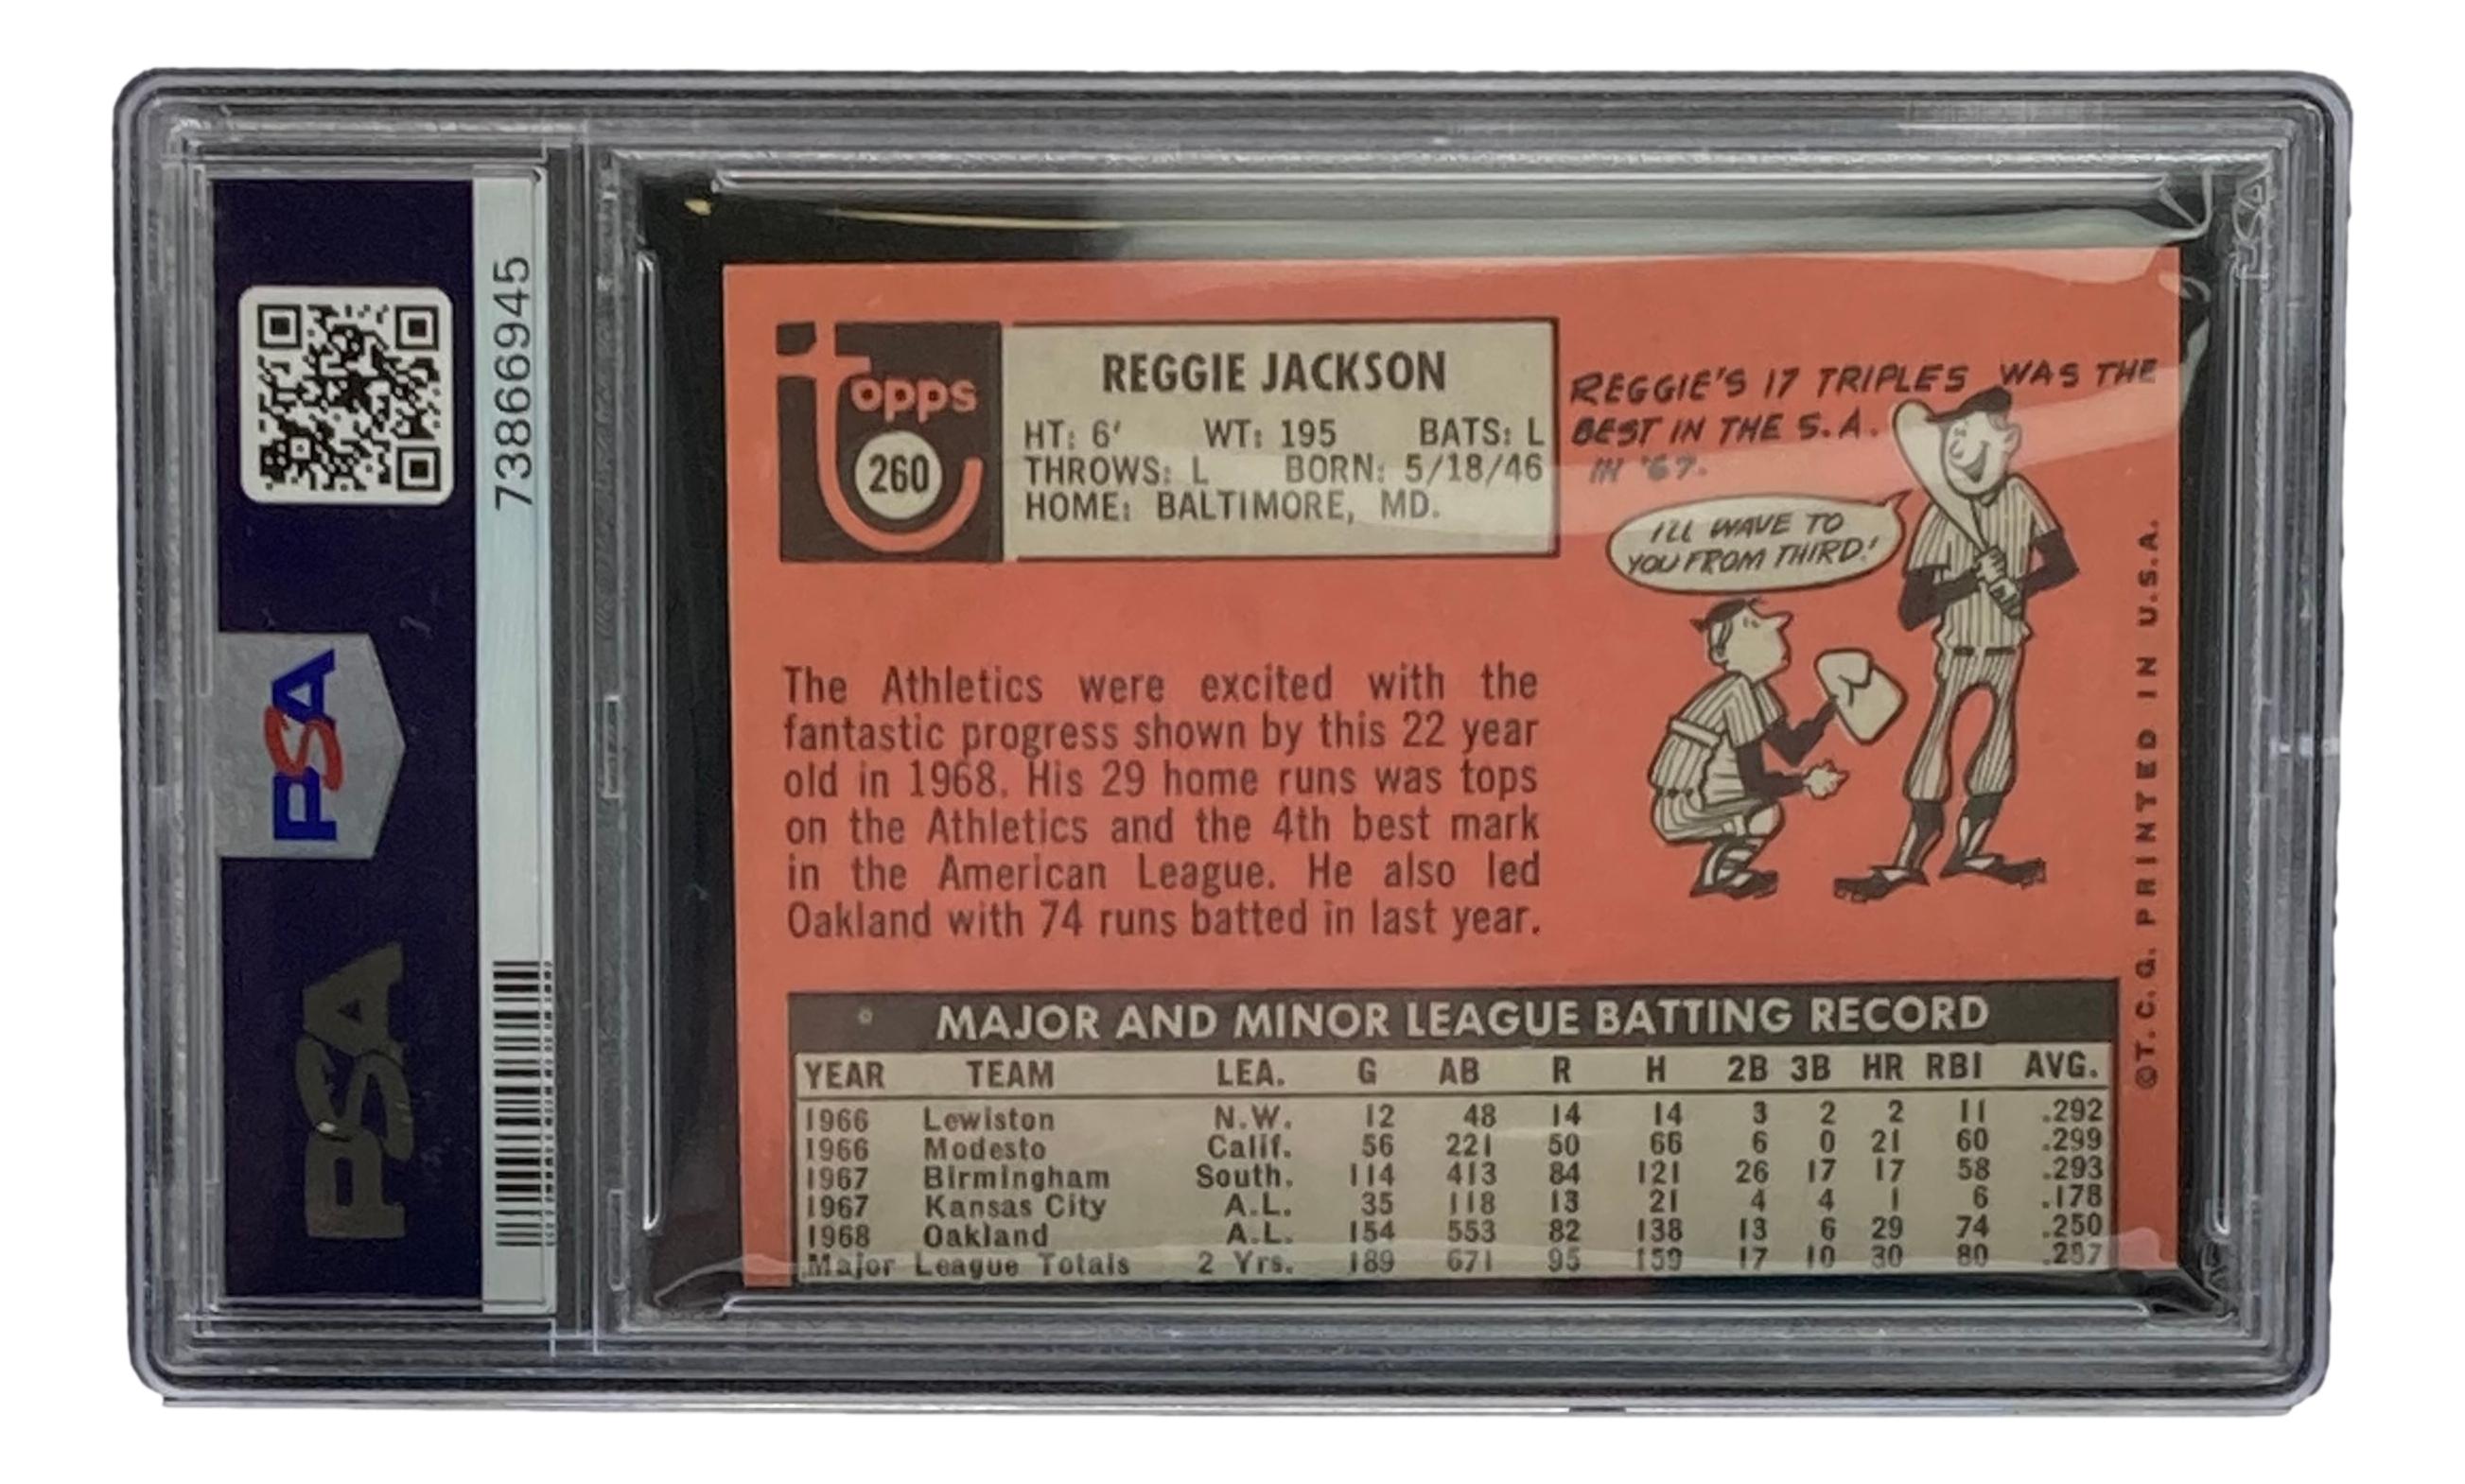 73866945
PSA
PSA
PSA
Topps
260
REGGIE JACKSON
HT: 6' WT: 195 BATS: L
THROWS: L BORN: 5/18/46
HOME: BALTIMORE, MD.
REGGIE'S 17 TRIPLES WAS THE
BEST IN THE S.A.
IN '67.
I'LL WAVE TO
YOU FROM THIRD!
The Athletics were excited with the
fantastic progress shown by this 22 year
old in 1968. His 29 home runs was tops
on the Athletics and the 4th best mark
in the American League. He also led
Oakland with 74 runs batted in last year.
©T.C.G. PRINTED IN U.S.A.
MAJOR AND MINOR LEAGUE BATTING RECORD
YEAR TEAM LEA. G AB R H 2B 3B HR RBI AVG.
1966 Lewiston N.W. 12 48 14 14 3 2 2 11 .292
1966 Modesto Calif. 56 221 50 66 6 0 21 60 .299
1967 Birmingham South. 114 413 84 121 26 17 17 58 .293
1967 Kansas City A.L. 35 118 13 21 4 4 1 6 .178
1968 Oakland A.L. 154 553 82 138 13 6 29 74 .250
Major League Totals 2 Yrs. 189 671 95 159 17 10 30 80 .237